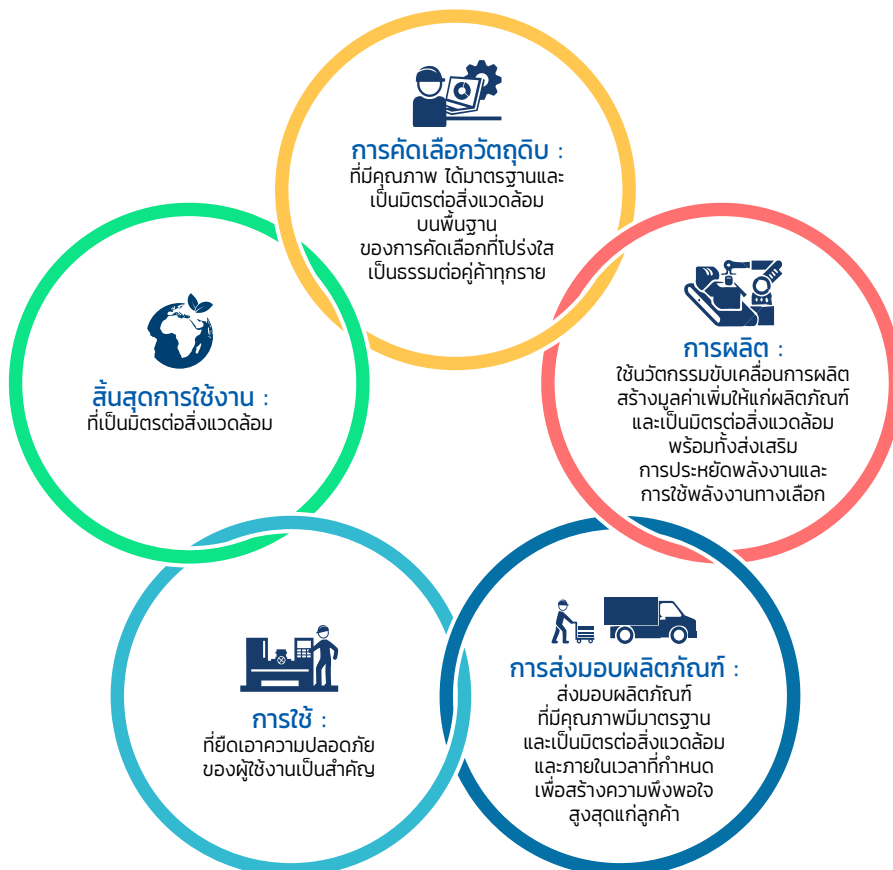 การคัดเลือกวัตถุดิบ :
ที่มีคุณภาพ ได้มาตรฐานและ
เป็นมิตรต่อสิ่งแวดล้อม
บนพื้นฐาน
ของการคัดเลือกที่โปร่งใส
เป็นธรรมต่อคู่ค้าทุกราย
การผลิต :
ใช้นวัตกรรมขับเคลื่อนการผลิต
สร้างมูลค่าเพิ่มให้แก่ผลิตภัณฑ์
และเป็นมิตรต่อสิ่งแวดล้อม
พร้อมทั้งส่งเสริม
การประหยัดพลังงานและ
การใช้พลังงานทางเลือก
การส่งมอบผลิตภัณฑ์ :
ส่งมอบผลิตภัณฑ์
ที่มีคุณภาพมีมาตรฐาน
และเป็นมิตรต่อสิ่งแวดล้อม
และภายในเวลาที่กำหนด
เพื่อสร้างความพึงพอใจ
สูงสุดแก่ลูกค้า
การใช้ :
ที่ยึดเอาความปลอดภัย
ของผู้ใช้งานเป็นสำคัญ
สิ้นสุดการใช้งาน :
ที่เป็นมิตรต่อสิ่งแวดล้อม